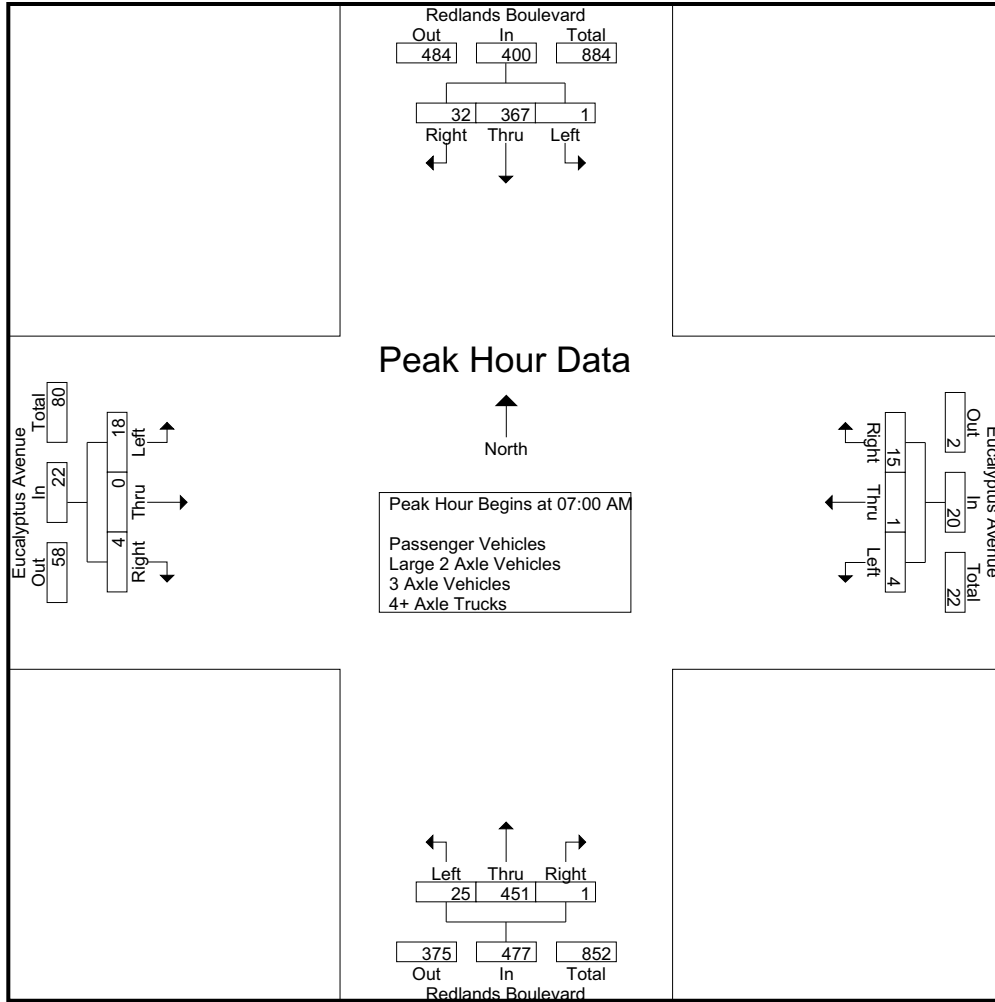 Redlands Boulevard
Out In Total
484 400 884
32 367 1
Right Thru Left
Peak Hour Data
North
Peak Hour Begins at 07:00 AM
Passenger Vehicles
Large 2 Axle Vehicles
3 Axle Vehicles
4+ Axle Trucks
Eucalyptus Avenue
Out In Total
58 22 80
18 0 4
Left Thru Right
Eucalyptus Avenue
Out In Total
2 20 22
15 1 4
Right Thru Left
Left Thru Right
25 451 1
375 477 852
Out In Total
Redlands Boulevard